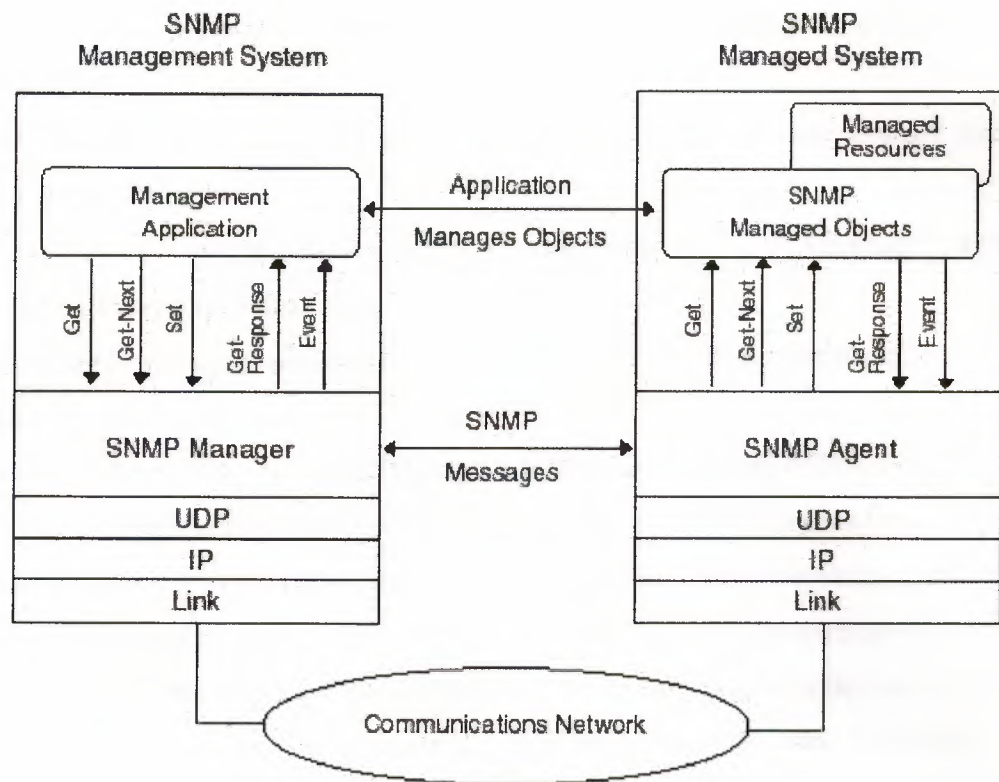 SNMP
Management System
SNMP
Managed System
Managed
Resources
Management
Application
Application
Manages Objects
SNMP
Managed Objects
Get
Get-Next
Set
Get-
Response
Event
Get
Get-Next
Set
Get-
Response
Event
SNMP Manager
SNMP
Messages
SNMP Agent
UDP
UDP
IP
IP
Link
Link
Communications Network